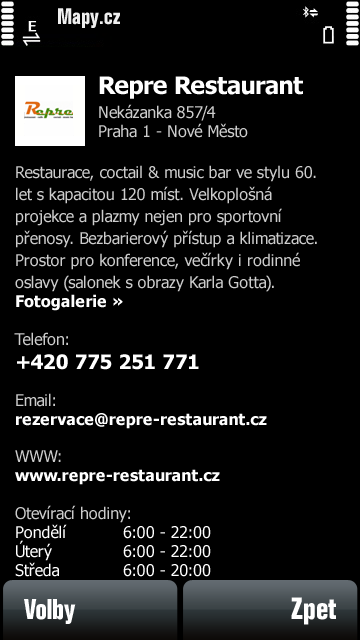 E
Mapy.cz
Repre
Repre Restaurant
Nekázanka 857/4
Praha 1 - Nové Město
Restaurace, coctail & music bar ve stylu 60.
let s kapacitou 120 míst. Velkoplošná
projekce a plazmy nejen pro sportovní
přenosy. Bezbarierový přístup a klimatizace.
Prostor pro konference, večírky i rodinné
oslavy (salonek s obrazy Karla Gotta).
Fotogalerie »
Telefon:
+420 775 251 771
Email:
rezervace@repre-restaurant.cz
WWW:
www.repre-restaurant.cz
Otevírací hodiny:
Pondělí 6:00 - 22:00
Úterý 6:00 - 22:00
Středa 6:00 - 20:00
Volby Zpet